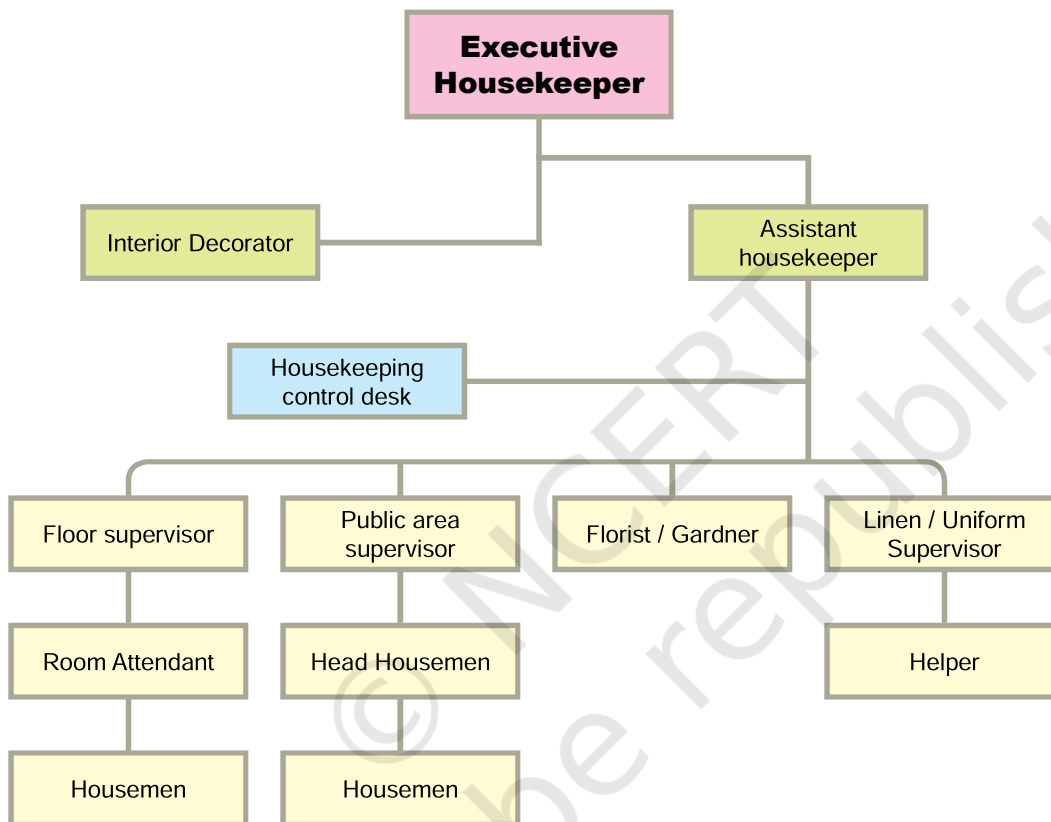 Executive
Housekeeper
Interior Decorator
Assistant
housekeeper
Housekeeping
control desk
Floor supervisor
Public area
supervisor
Florist / Gardner
Linen / Uniform
Supervisor
Room Attendant
Head Housemen
Helper
Housemen
Housemen
© NCERT
be republish